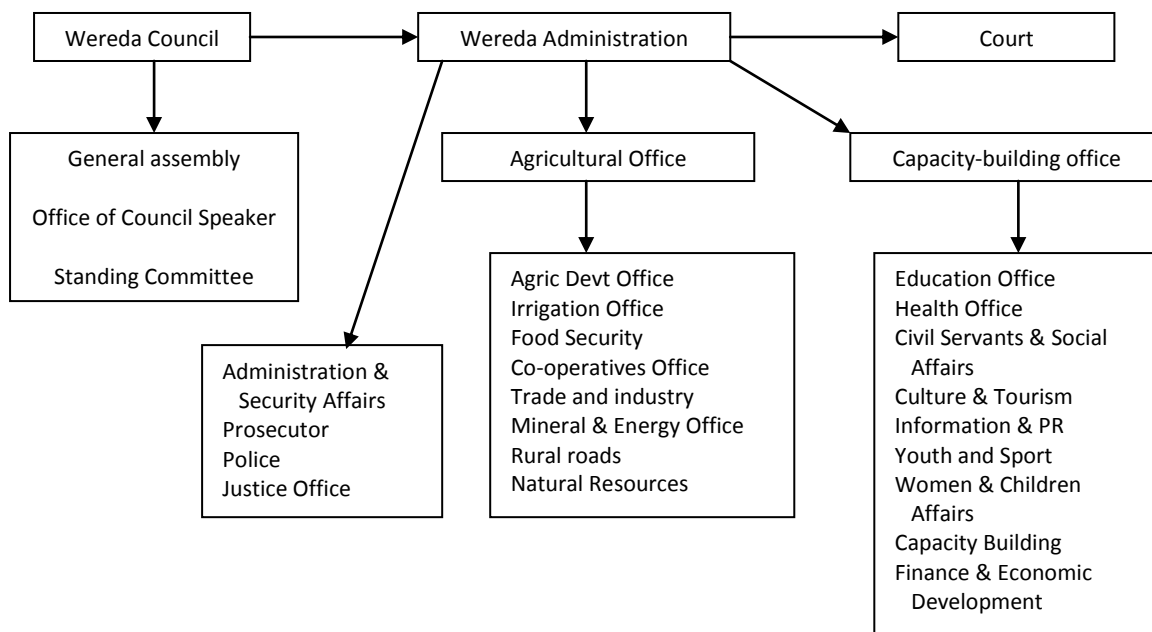 Wereda Council
Wereda Administration
Court
General assembly
Office of Council Speaker
Standing Committee
Agricultural Office
Capacity-building office
Administration &
Security Affairs
Prosecutor
Police
Justice Office
Agric Devt Office
Irrigation Office
Food Security
Co-operatives Office
Trade and industry
Mineral & Energy Office
Rural roads
Natural Resources
Education Office
Health Office
Civil Servants & Social
Affairs
Culture & Tourism
Information & PR
Youth and Sport
Women & Children
Affairs
Capacity Building
Finance & Economic
Development